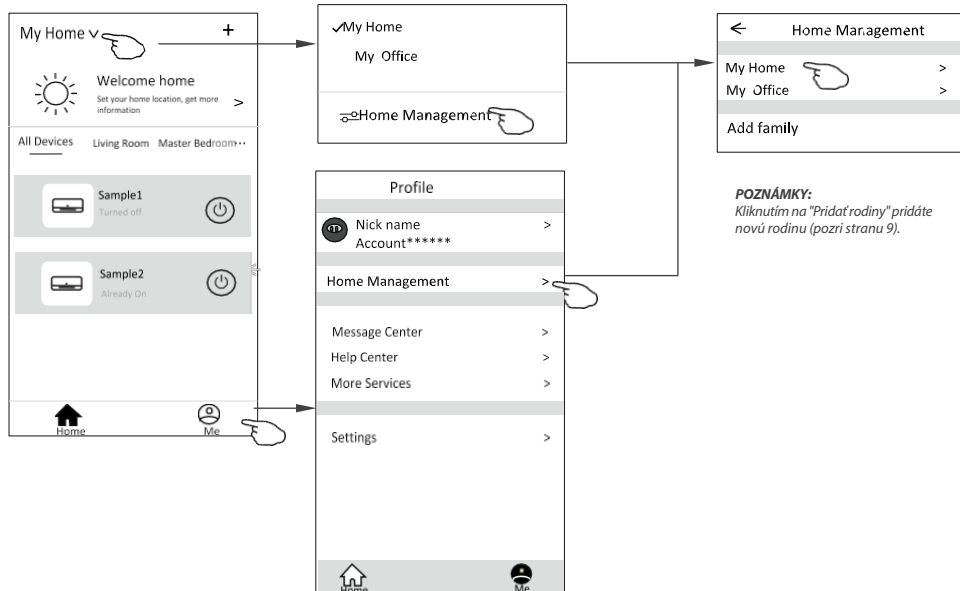 My Home
+
Welcome home
Set your home location, get more
information
>
All Devices Living Room Master Bedroom···
Sample1
Turned off
Sample2
Already On
Home Me
✓My Home
My Office
Home Management
Profile
Nick name >
Account******
Home Management >
Message Center >
Help Center >
More Services >
Settings >
Home Me
← Home Management
My Home >
My Office >
Add family
POZNÁMKY:
Kliknutím na "Pridať rodiny" pridáte
novú rodinu (pozri stranu 9).